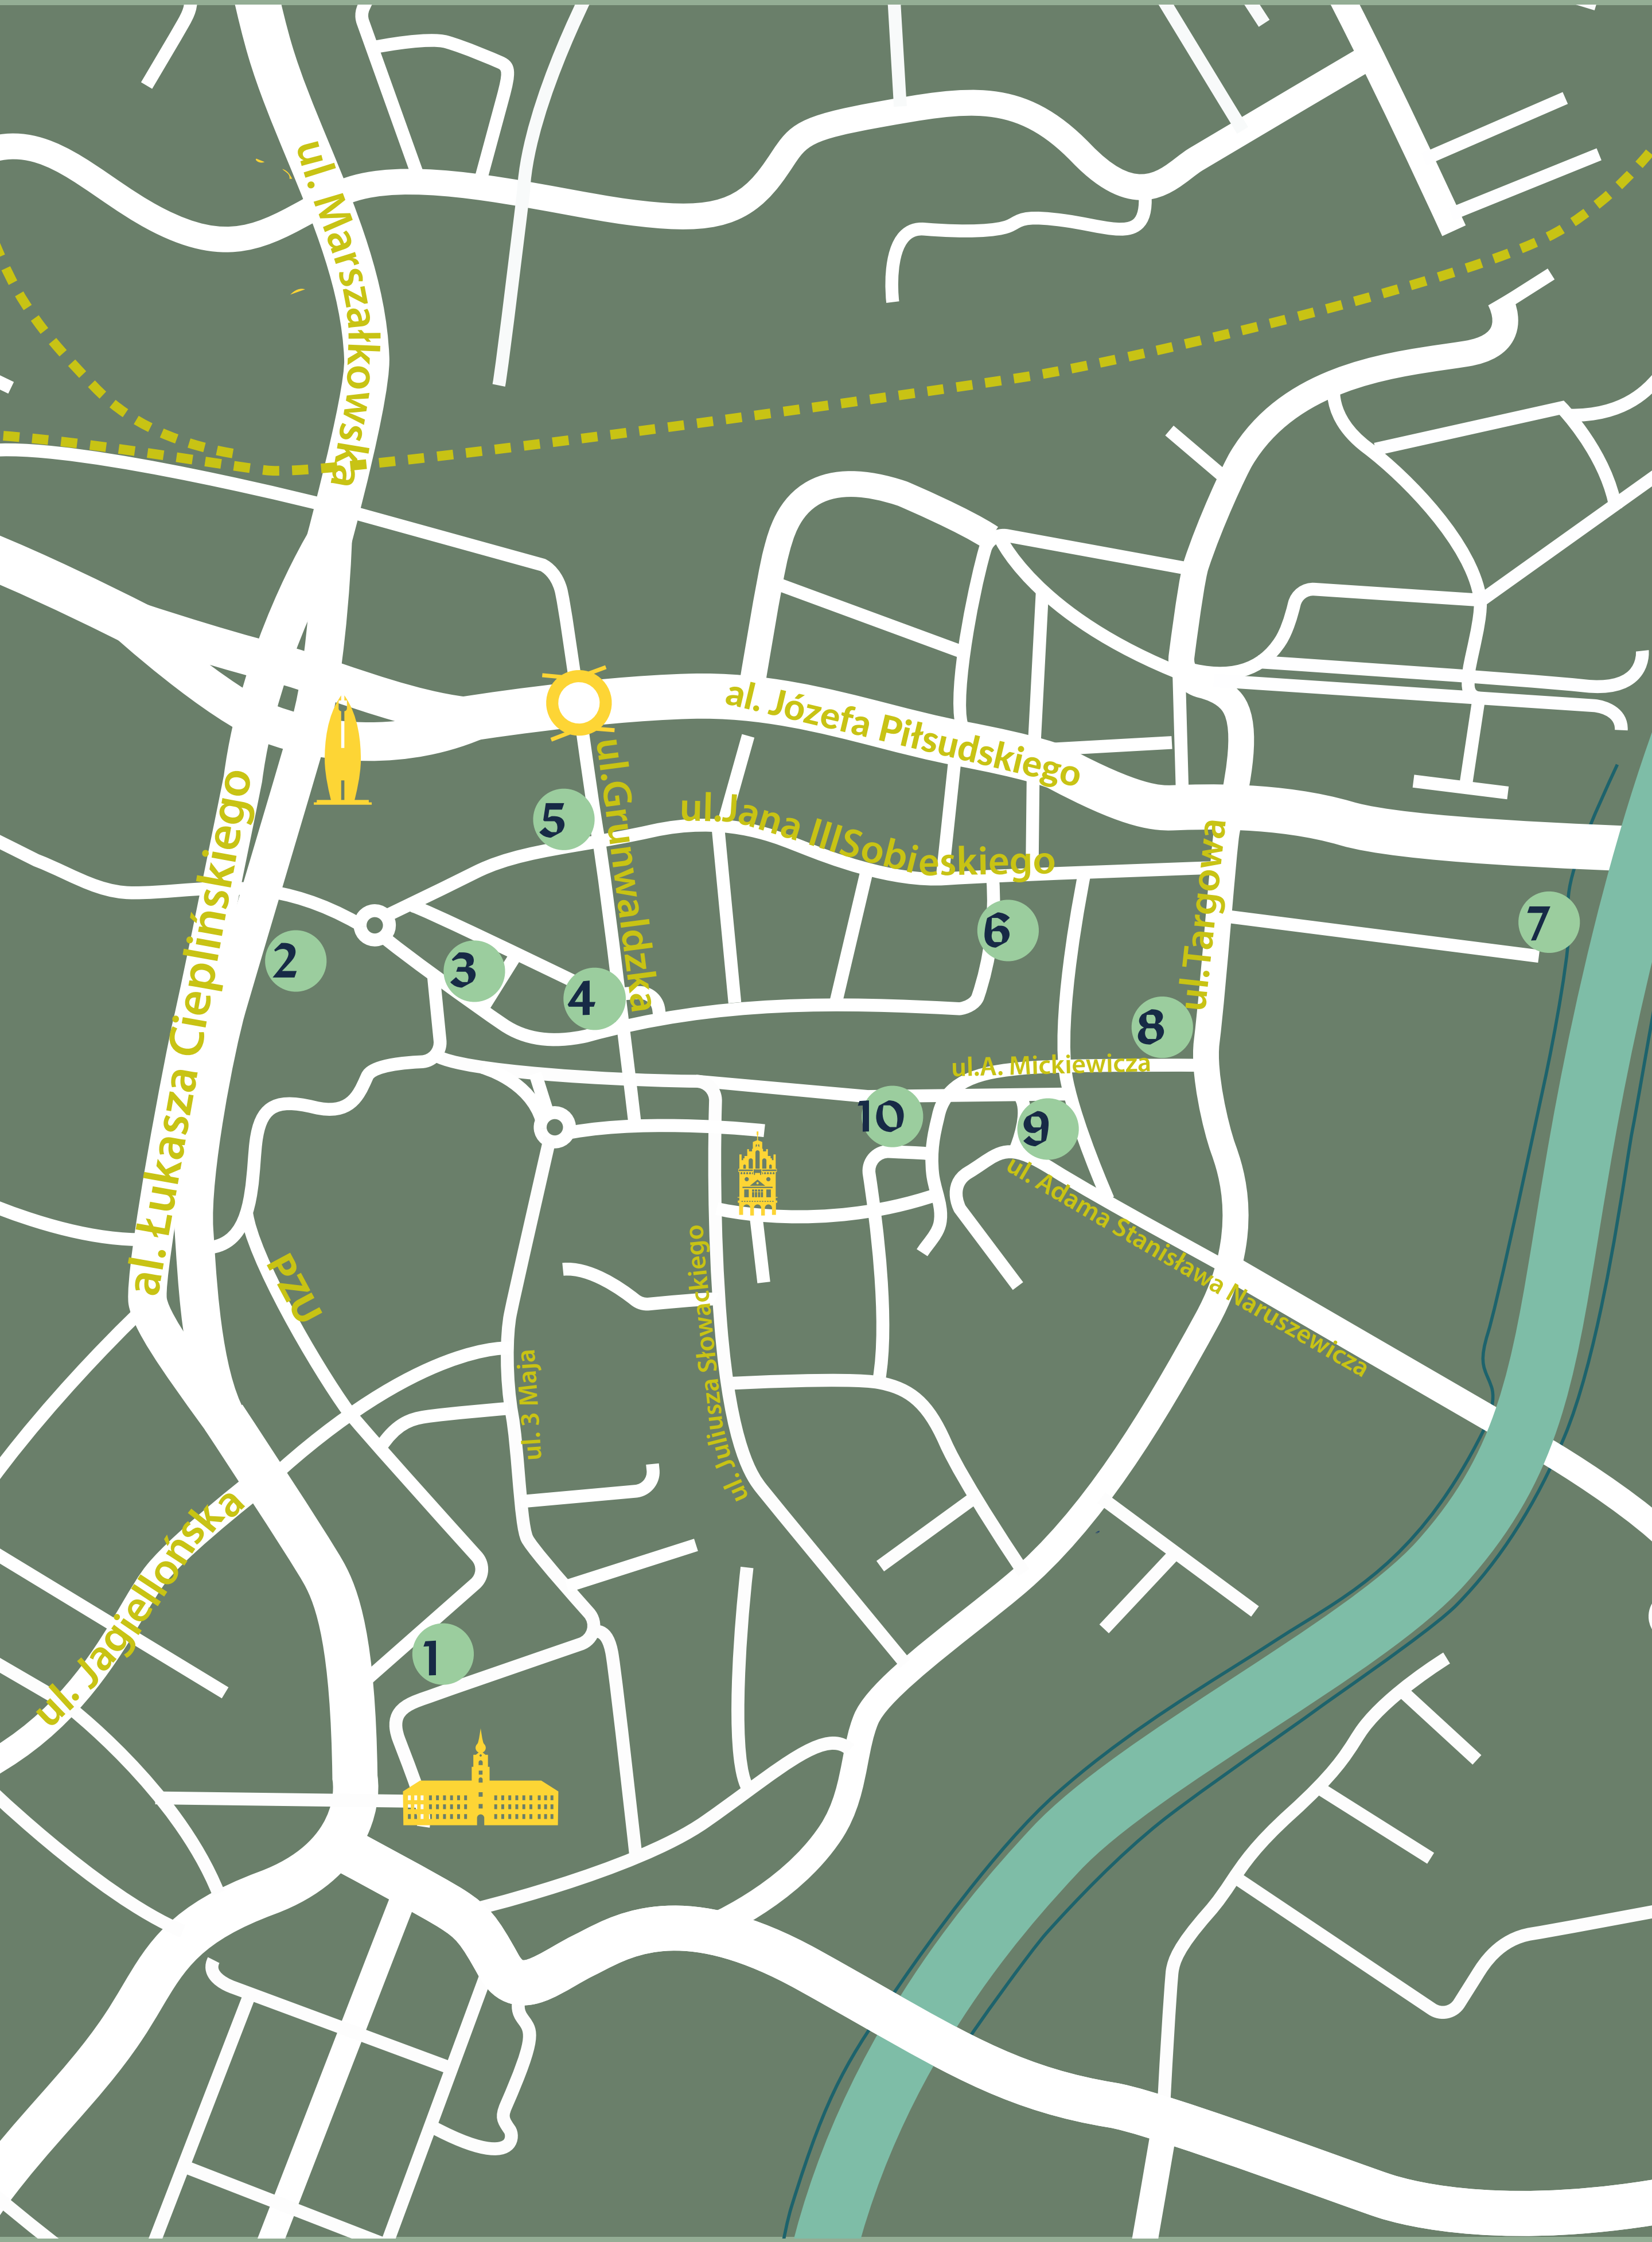 ul. Marszałkowska
al. Józefa Piłsudskiego
ul.Grunwaldzka
ul.Jana IIISobieskiego
al. Łukasza Cieplińskiego
ul. Targowa
5
7
6
2
3
4
8
ul.A. Mickiewicza
10
9
ul. Adama Stanisława Naruszewicza
PZU
ul. Juliusza Słowackiego
ul. 3 Maja
ul. Jagiellońska
1